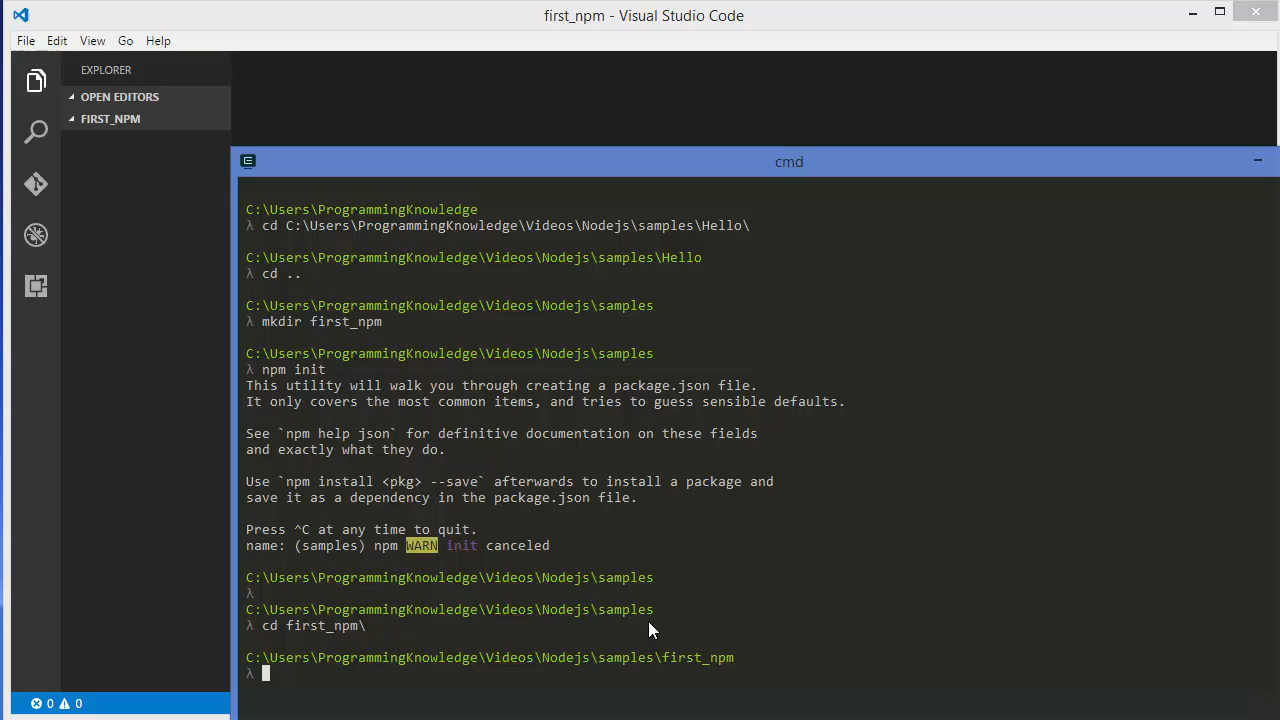 first_npm - Visual Studio Code
File Edit View Go Help
EXPLORER
OPEN EDITORS
FIRST_NPM
cmd
C:\Users\ProgrammingKnowledge
λ cd C:\Users\ProgrammingKnowledge\Videos\Nodejs\samples\Hello\
C:\Users\ProgrammingKnowledge\Videos\Nodejs\samples\Hello
λ cd ..
C:\Users\ProgrammingKnowledge\Videos\Nodejs\samples
λ mkdir first_npm
C:\Users\ProgrammingKnowledge\Videos\Nodejs\samples
λ npm init
This utility will walk you through creating a package.json file.
It only covers the most common items, and tries to guess sensible defaults.
See `npm help json` for definitive documentation on these fields
and exactly what they do.
Use `npm install <pkg> --save` afterwards to install a package and
save it as a dependency in the package.json file.
Press ^C at any time to quit.
name: (samples) npm WARN init canceled
C:\Users\ProgrammingKnowledge\Videos\Nodejs\samples
λ
C:\Users\ProgrammingKnowledge\Videos\Nodejs\samples
λ cd first_npm\
C:\Users\ProgrammingKnowledge\Videos\Nodejs\samples\first_npm
λ
0 0